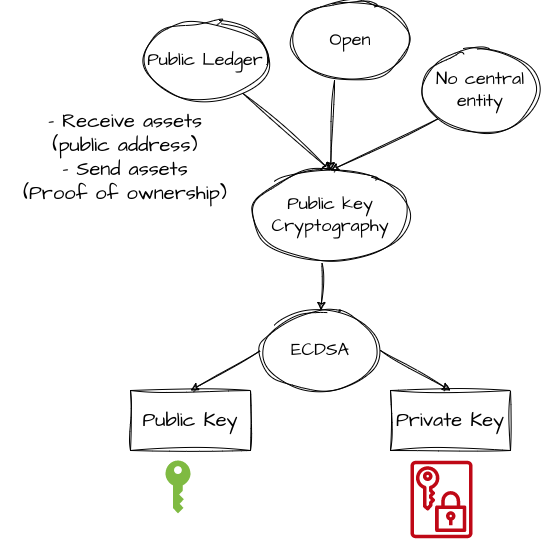 Public Ledger
Open
No central
entity
- Receive assets
(public address)
- Send assets
(Proof of ownership)
Public key
Cryptography
ECDSA
Public Key
Private Key